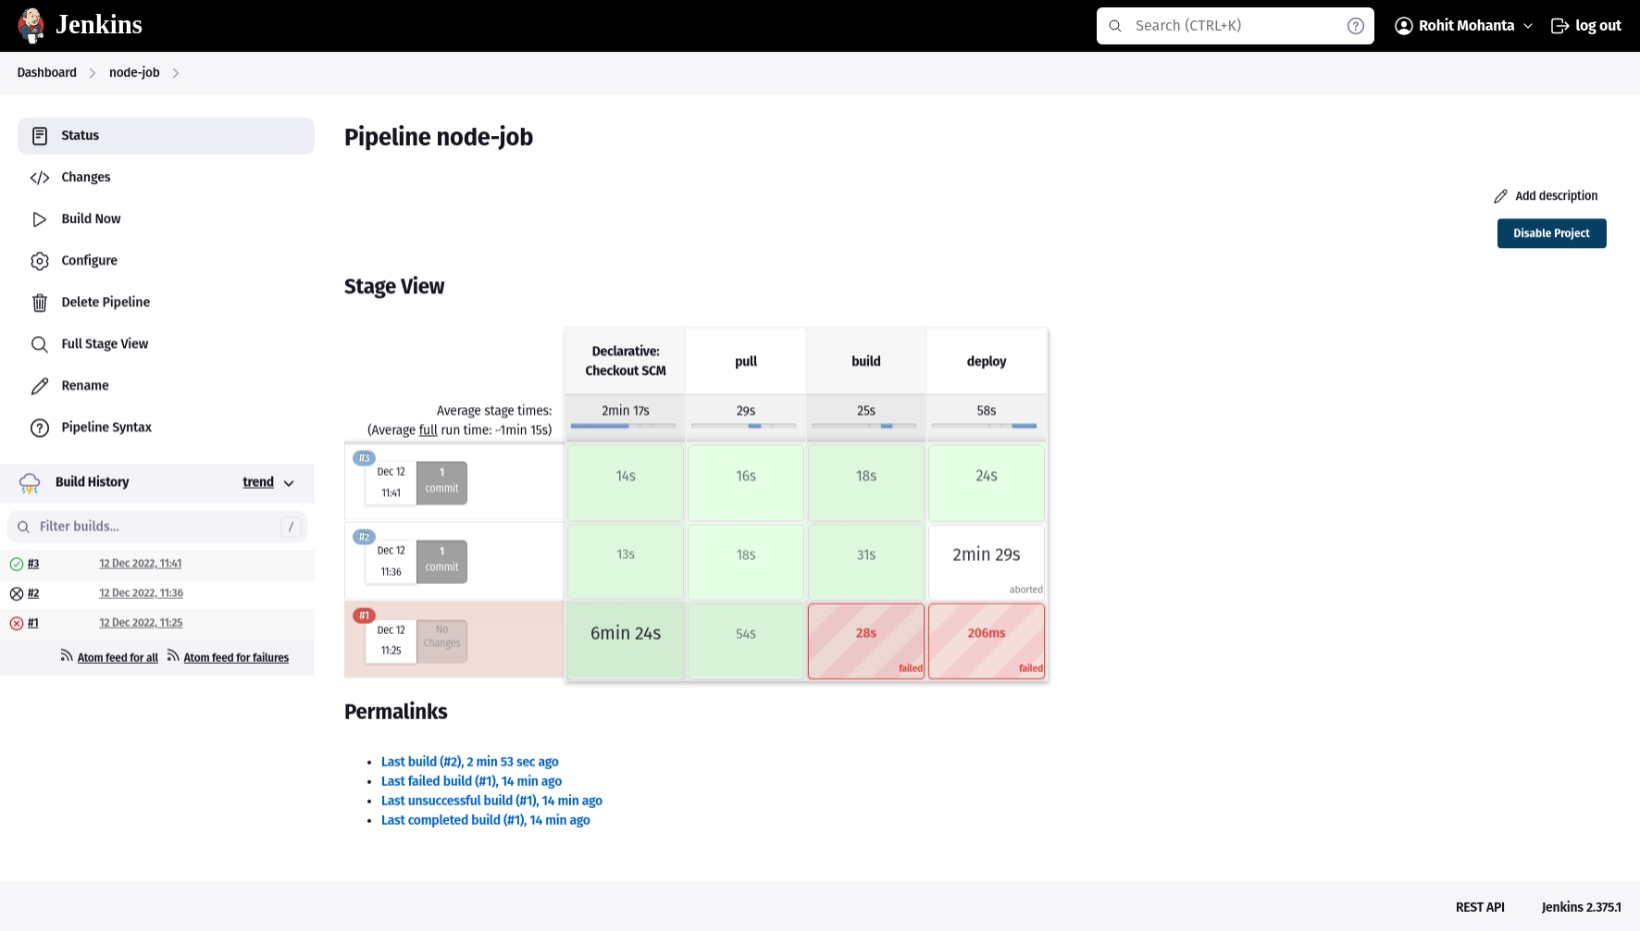 Jenkins
Search (CTRL+K)
?
Rohit Mohanta
log out
Dashboard
node-job
Status
Changes
Build Now
Configure
Delete Pipeline
Full Stage View
Rename
Pipeline Syntax
Build History
trend
Filter builds...
/
#3 12 Dec 2022, 11:41
#2 12 Dec 2022, 11:36
#1 12 Dec 2022, 11:25
Atom feed for all Atom feed for failures
Pipeline node-job
Add description
Disable Project
Stage View
Declarative:
Checkout SCM
pull
build
deploy
Average stage times:
(Average full run time: ~1min 15s)
2min 17s
29s
25s
58s
#3
Dec 12
11:41
1
commit
14s
16s
18s
24s
#2
Dec 12
11:36
1
commit
13s
18s
31s
2min 29s
aborted
#1
Dec 12
11:25
No
Changes
6min 24s
54s
28s
failed
206ms
failed
Permalinks
Last build (#2), 2 min 53 sec ago
Last failed build (#1), 14 min ago
Last unsuccessful build (#1), 14 min ago
Last completed build (#1), 14 min ago
REST API
Jenkins 2.375.1